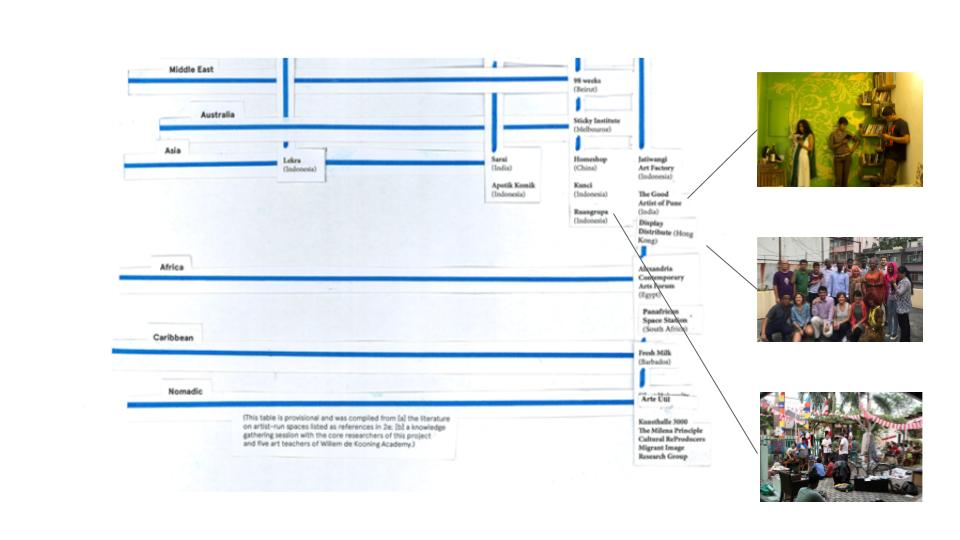 Middle East
98 weeks
(Beirut)
Australia
Sticky Institute
(Melbourne)
Asia
Lekra
(Indonesia)
Sarai
(India)
Apotik Komik
(Indonesia)
Homeshop
(China)
Kunci
(Indonesia)
Ruangrupa
(Indonesia)
Jatiwangi
Art Factory
(Indonesia)
The Good
Artist of Pune
(India)
Display
Distribute (Hong
Kong)
Africa
Alexandria
Contemporary
Arts Forum
(Egypt)
Panafrican
Space Station
(South Africa)
Caribbean
Fresh Milk
(Barbados)
Nomadic
Arte Util
Kunsthalle 3000
The Milena Principle
Cultural ReProducers
Migrant Image
Research Group
(This table is provisional and was compiled from (a) the literature
on artist-run spaces listed as references in 2e; (b) a knowledge
gathering session with the core researchers of this project
and five art teachers of Willem de Kooning Academy.)